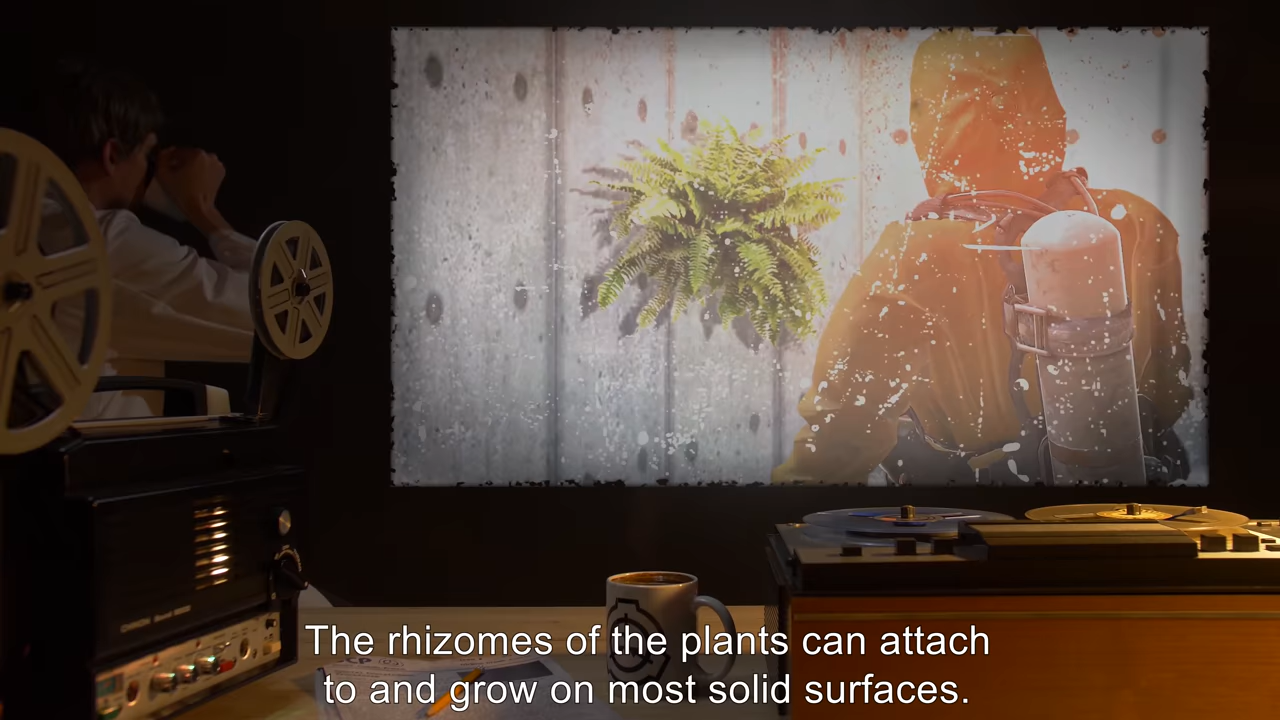 The rhizomes of the plants can attach
to and grow on most solid surfaces.